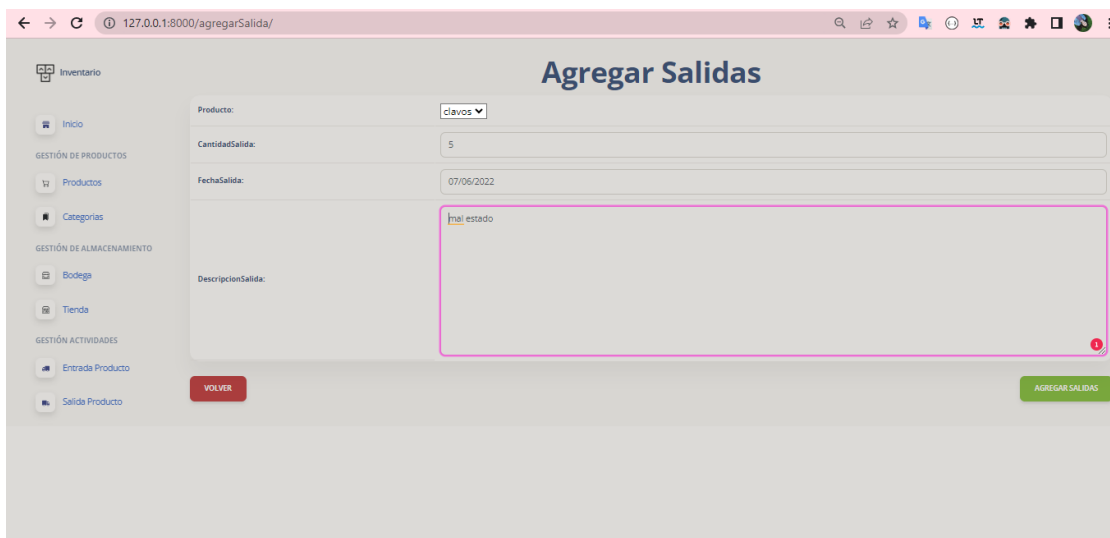 127.0.0.1:8000/agregarSalida/
Inventario
Agregar Salidas
Inicio
GESTIÓN DE PRODUCTOS
Productos
Categorias
GESTIÓN DE ALMACENAMIENTO
Bodega
Tienda
GESTIÓN ACTIVIDADES
Entrada Producto
Salida Producto
Producto:
clavos
CantidadSalida:
5
FechaSalida:
07/06/2022
DescripcionSalida:
mal estado
1
VOLVER
AGREGAR SALIDAS
LT